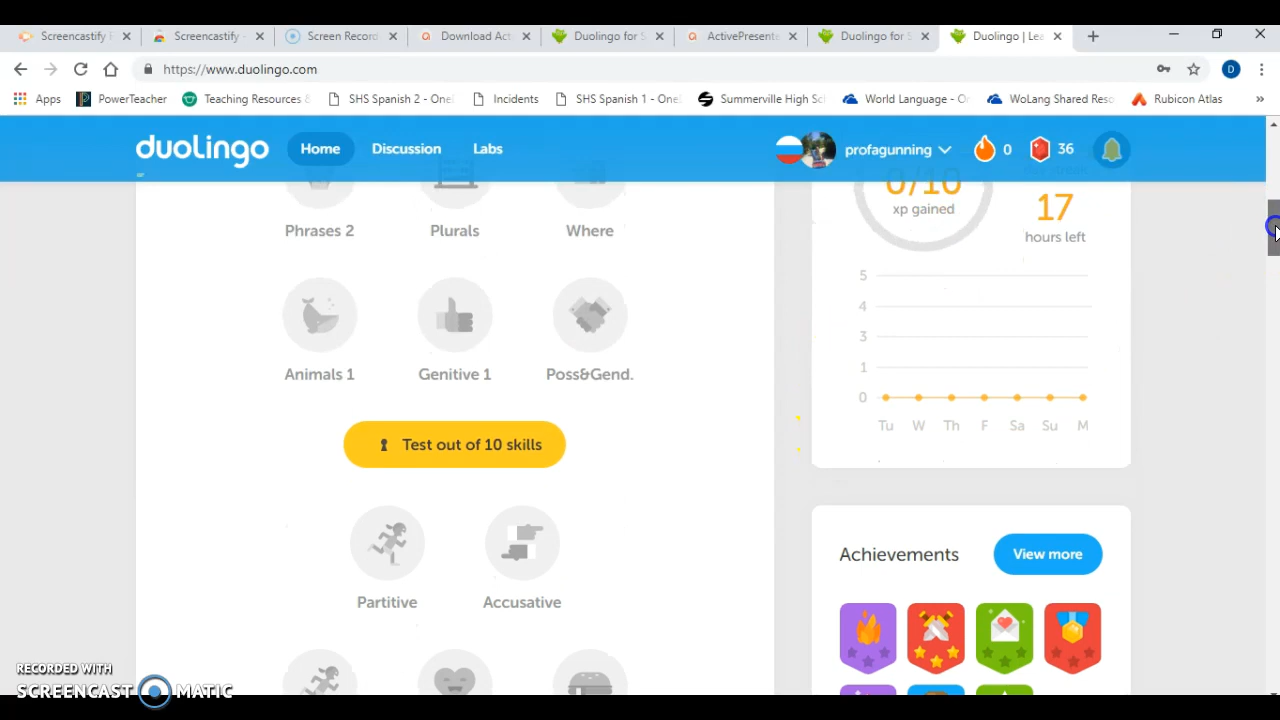 Screencastify
Screencastify -
Screen Record
Download Act
Duolingo for S
ActivePresente
Duolingo for S
Duolingo | Lea
https://www.duolingo.com
D
Apps
PowerTeacher
Teaching Resources &
SHS Spanish 2 - One
Incidents
SHS Spanish 1 - One
Summerville High Sc
World Language - O
WoLang Shared Reso
Rubicon Atlas
»
duolingo
Home
Discussion
Labs
profagunning
0
36
Phrases 2
Plurals
Where
0/10
xp gained
17
hours left
Animals 1
Genitive 1
Poss&Gend.
5
4
3
1
0
Tu W Th F Sa Su M
Test out of 10 skills
Partitive
Accusative
Achievements
View more
RECORDED WITH
SCREENCAST MATIC